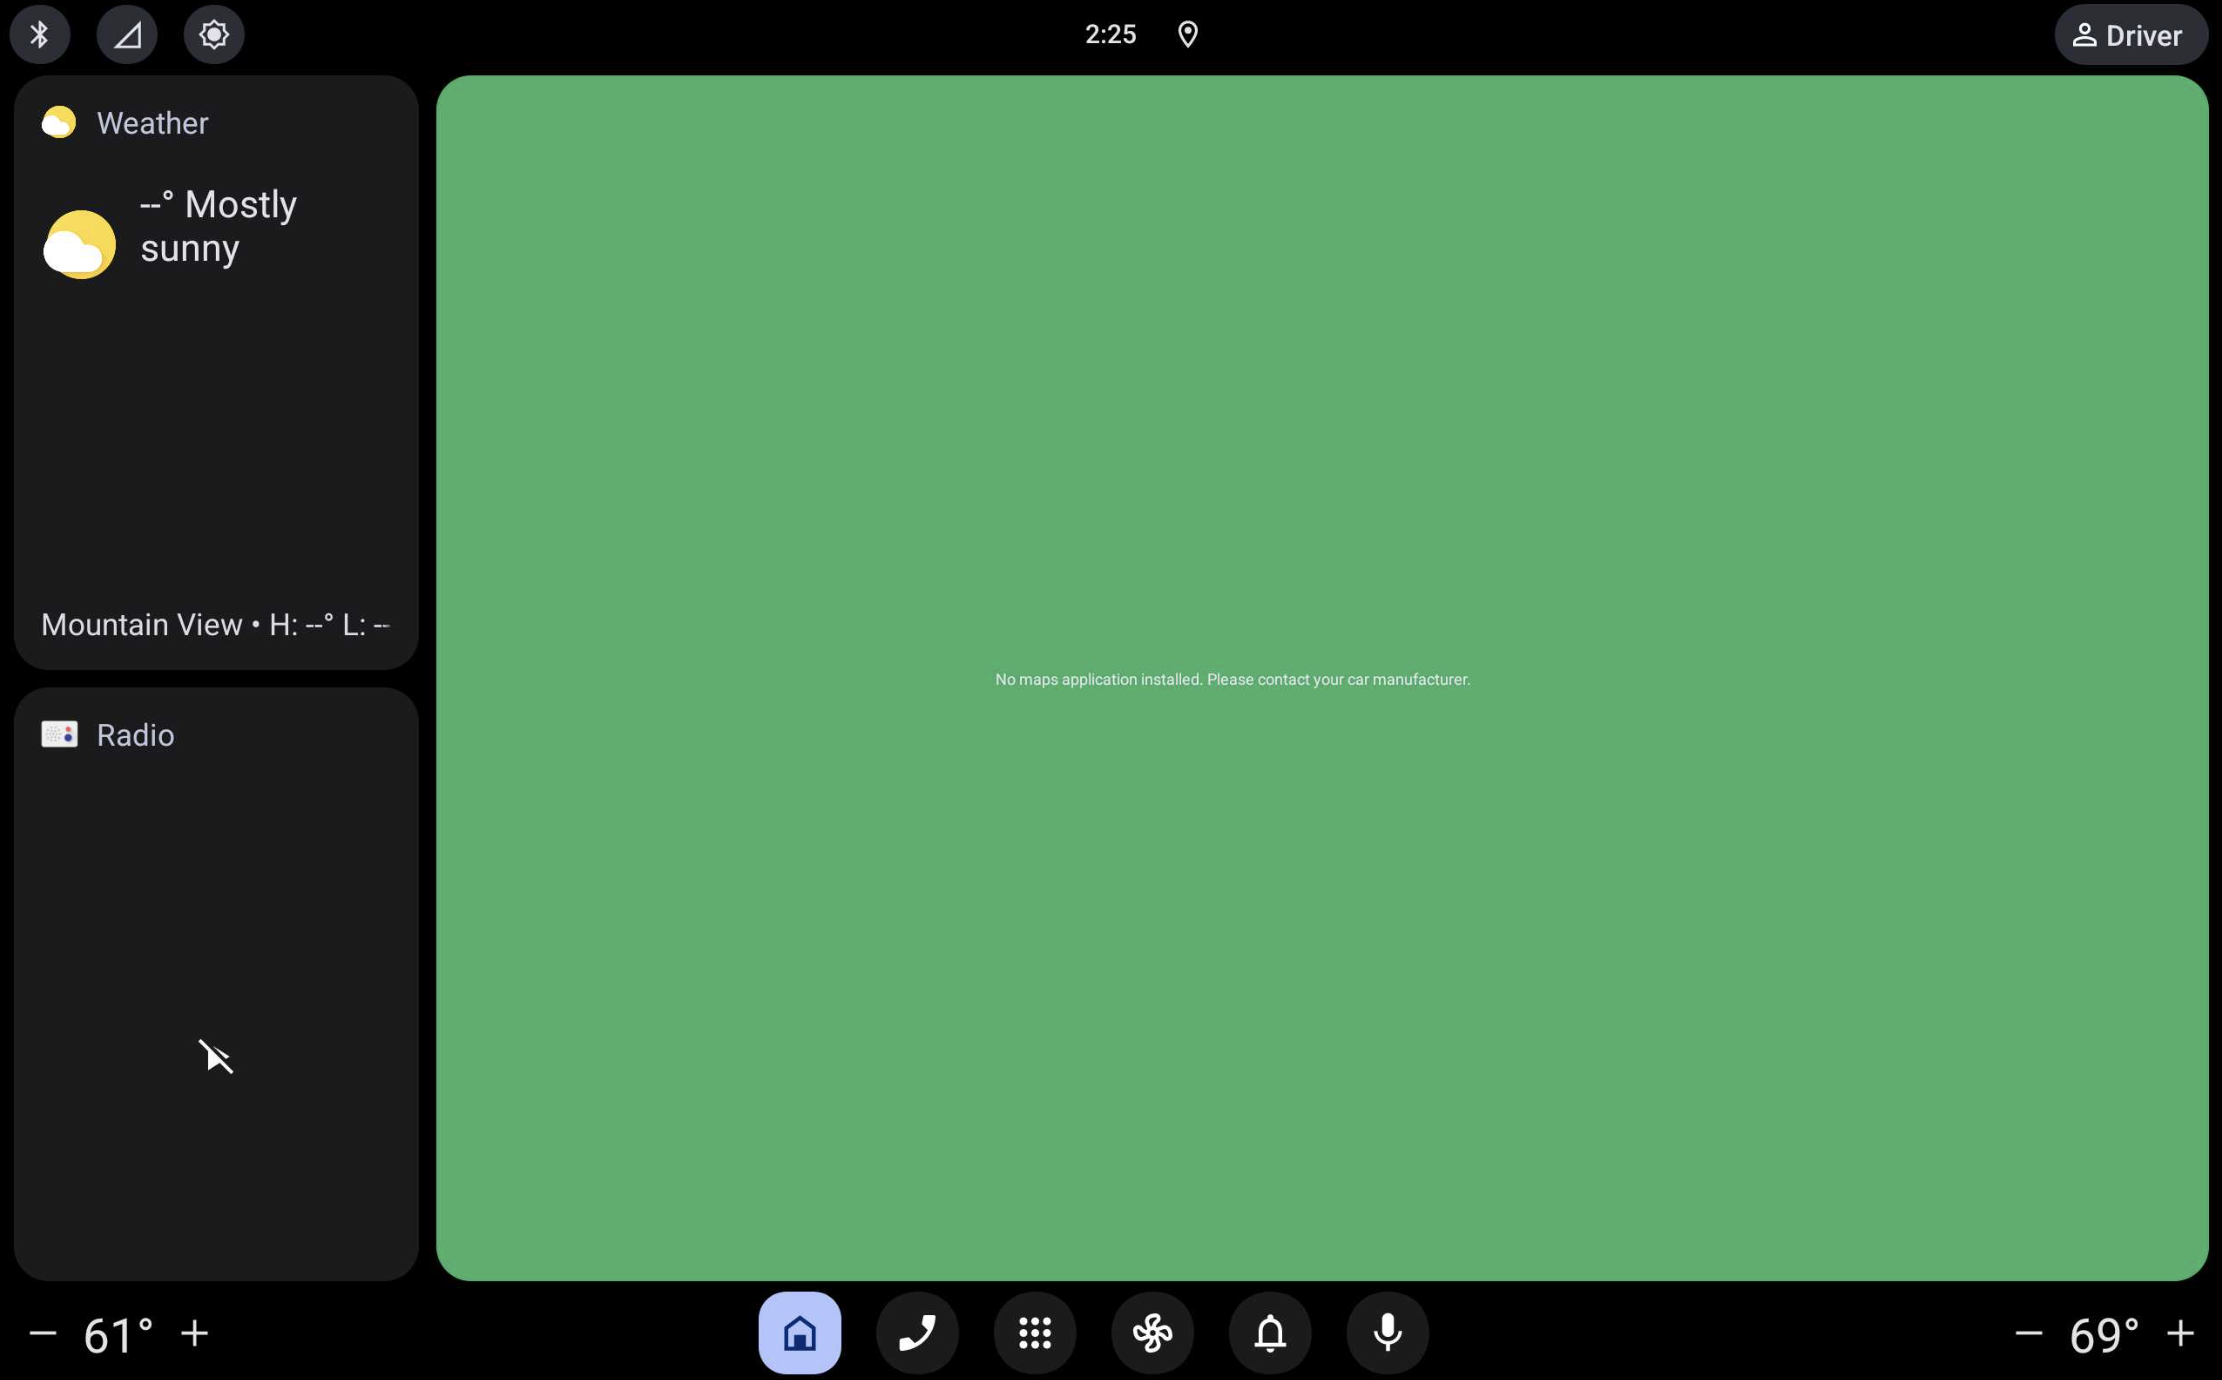 2:25
Driver
Weather
--° Mostly
sunny
Mountain View • H: --° L: --
Radio
No maps application installed. Please contact your car manufacturer.
— 61° +
— 69° +